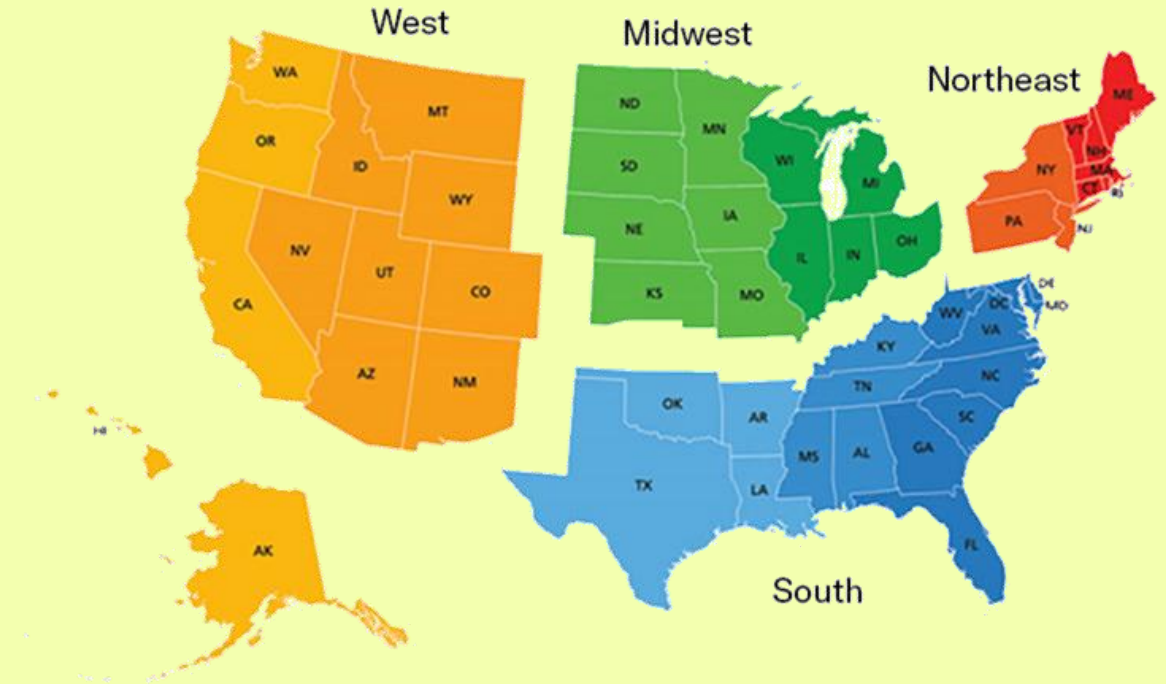 West
WA
MT
OR
ID
WY
NV
UT
CO
CA
AZ
NM
HI
AK
Midwest
ND
MN
SD
WI
MI
NE
IA
IL
IN
OH
KS
MO
Northeast
ME
VT
NH
NY
MA
CT
RI
PA
NJ
DE
WV
DC
MD
VA
KY
TN
NC
OK
AR
SC
MS
AL
GA
TX
LA
FL
South